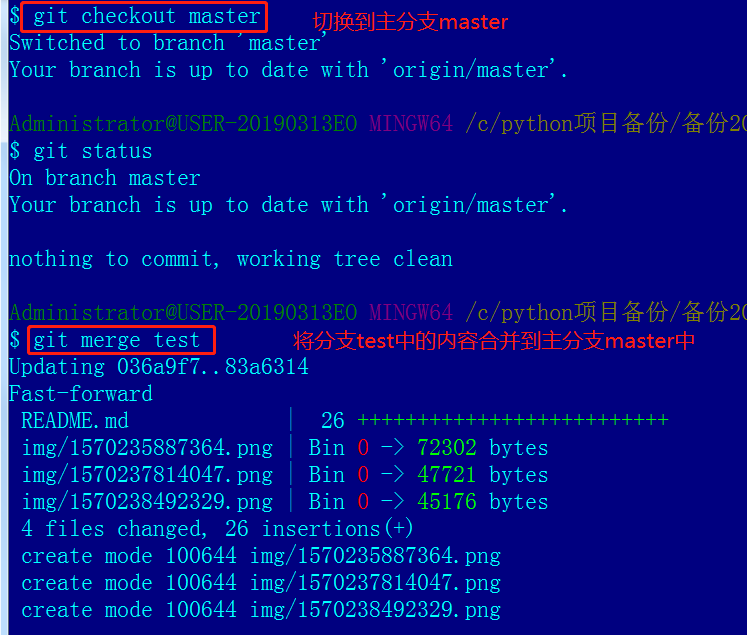 $ git checkout master 切换到主分支master
Switched to branch 'master'
Your branch is up to date with 'origin/master'.
Administrator@USER-20190313EO MINGW64 /c/python项目备份/备份20
$ git status
On branch master
Your branch is up to date with 'origin/master'.
nothing to commit, working tree clean
Administrator@USER-20190313EO MINGW64 /c/python项目备份/备份20
$ git merge test 将分支test中的内容合并到主分支master中
Updating 036a9f7..83a6314
Fast-forward
README.md | 26 ++++++++++++++++++++++++++
img/1570235887364.png | Bin 0 -> 72302 bytes
img/1570237814047.png | Bin 0 -> 47721 bytes
img/1570238492329.png | Bin 0 -> 45176 bytes
4 files changed, 26 insertions(+)
create mode 100644 img/1570235887364.png
create mode 100644 img/1570237814047.png
create mode 100644 img/1570238492329.png